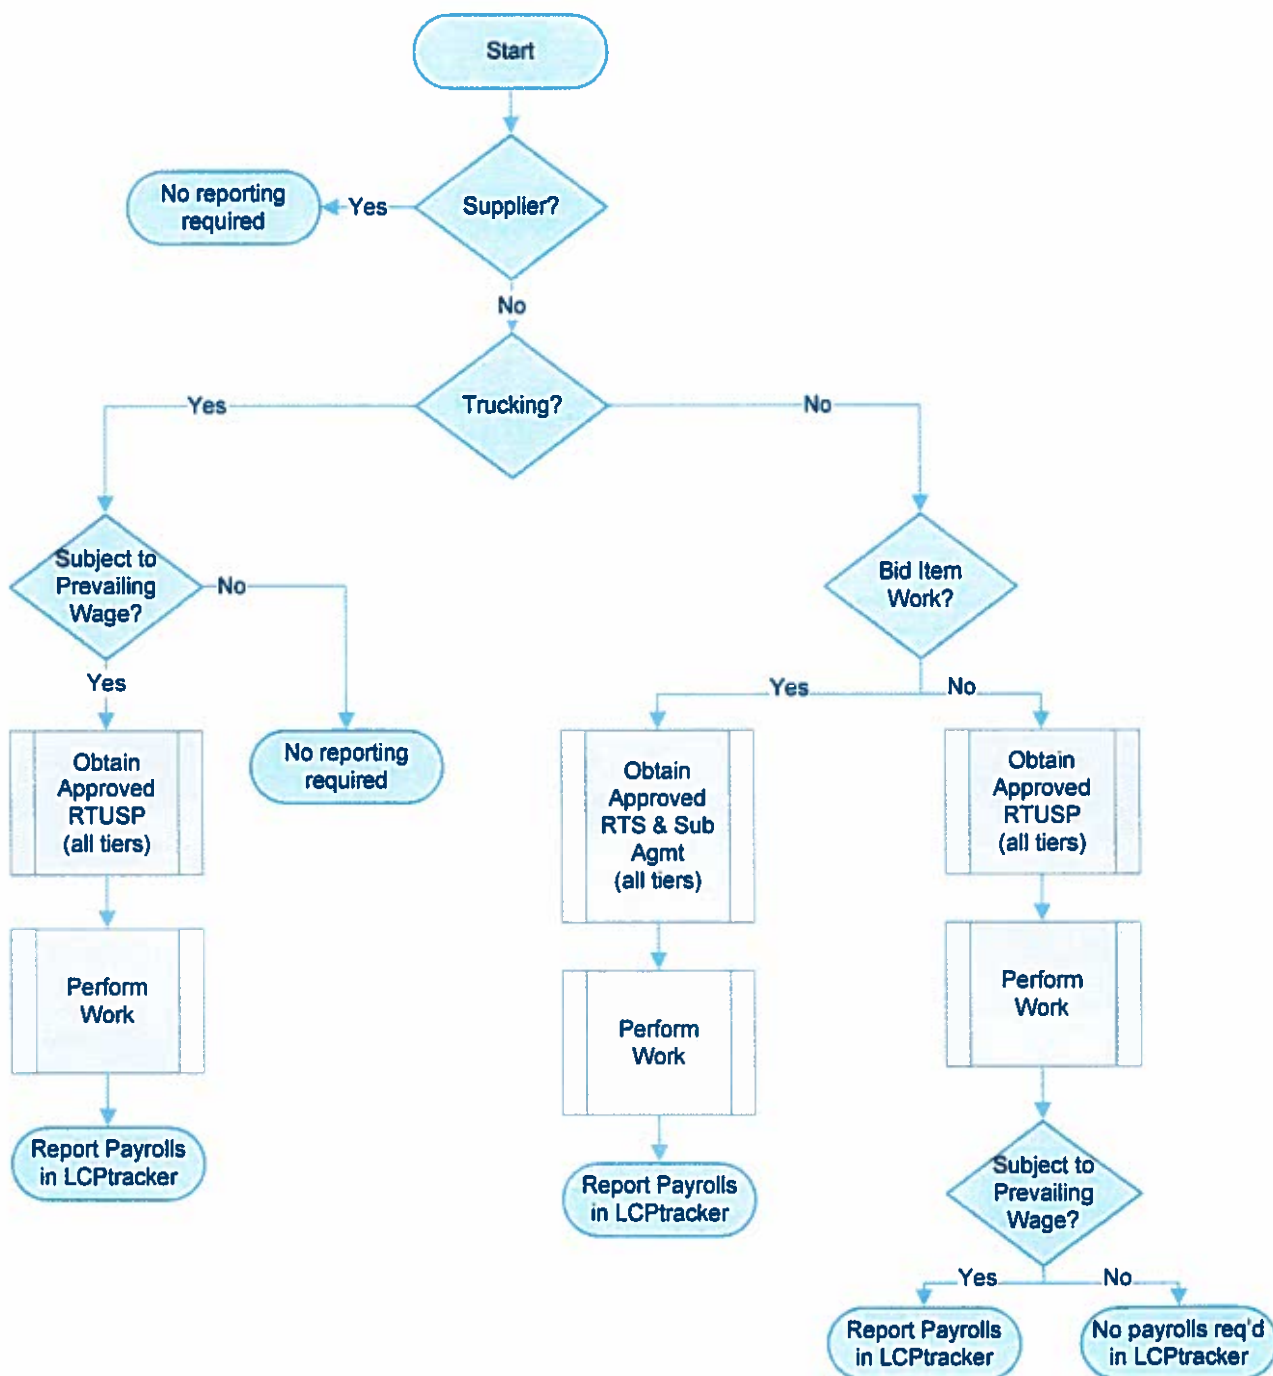 Start
Supplier?
Yes
No reporting
required
No
Trucking?
Yes
No
Subject to
Prevailing
Wage?
No
Yes
No reporting
required
Obtain
Approved
RTUSP
(all tiers)
Perform
Work
Report Payrolls
in LCPtracker
Bid Item
Work?
Yes
No
Obtain
Approved
RTS & Sub
Agmt
(all tiers)
Perform
Work
Report Payrolls
in LCPtracker
Obtain
Approved
RTUSP
(all tiers)
Perform
Work
Subject to
Prevailing
Wage?
Yes
No
Report Payrolls
in LCPtracker
No payrolls req'd
in LCPtracker